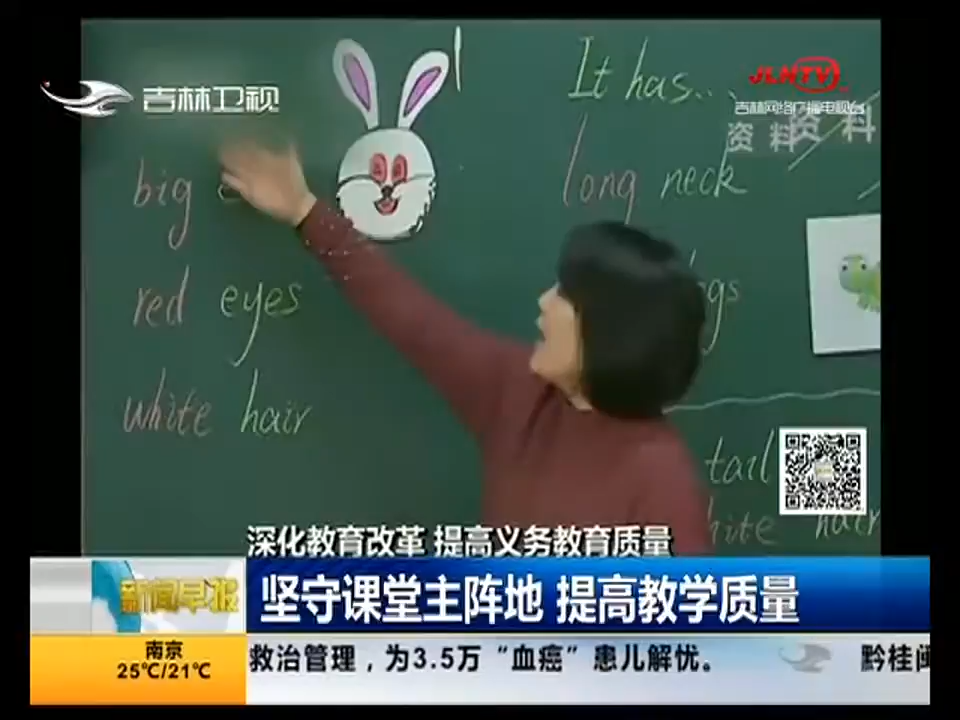 吉林卫视
JLNTV
吉林网络广播电视台
资料
资料
It has...
big
long neck
red eyes
white hair
tail
hair
深化教育改革 提高义务教育质量
坚守课堂主阵地 提高教学质量
新闻早报
南京
25℃/21℃
救治管理，为3.5万“血癌”患儿解忧。
黔桂闽